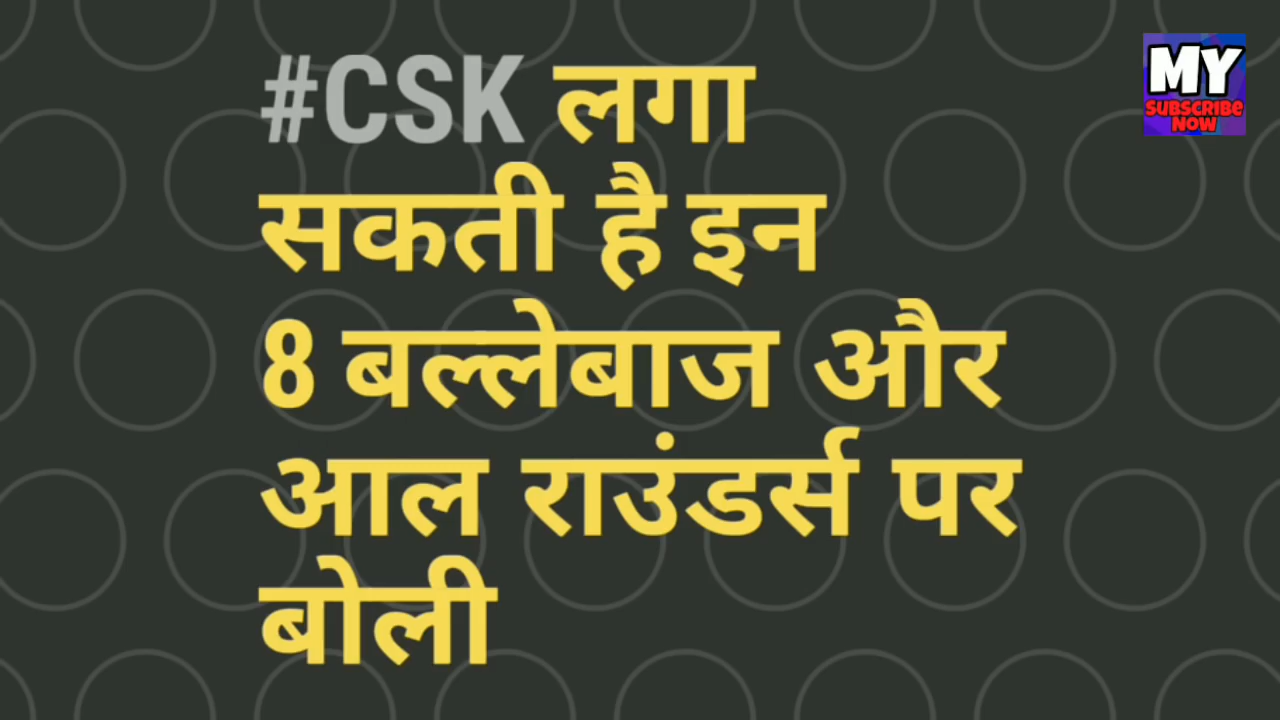 #CSK लगा
सकती है इन
8 बल्लेबाज और
आल राउंडर्स पर
बोली
MY
SUBSCRIBE
NOW